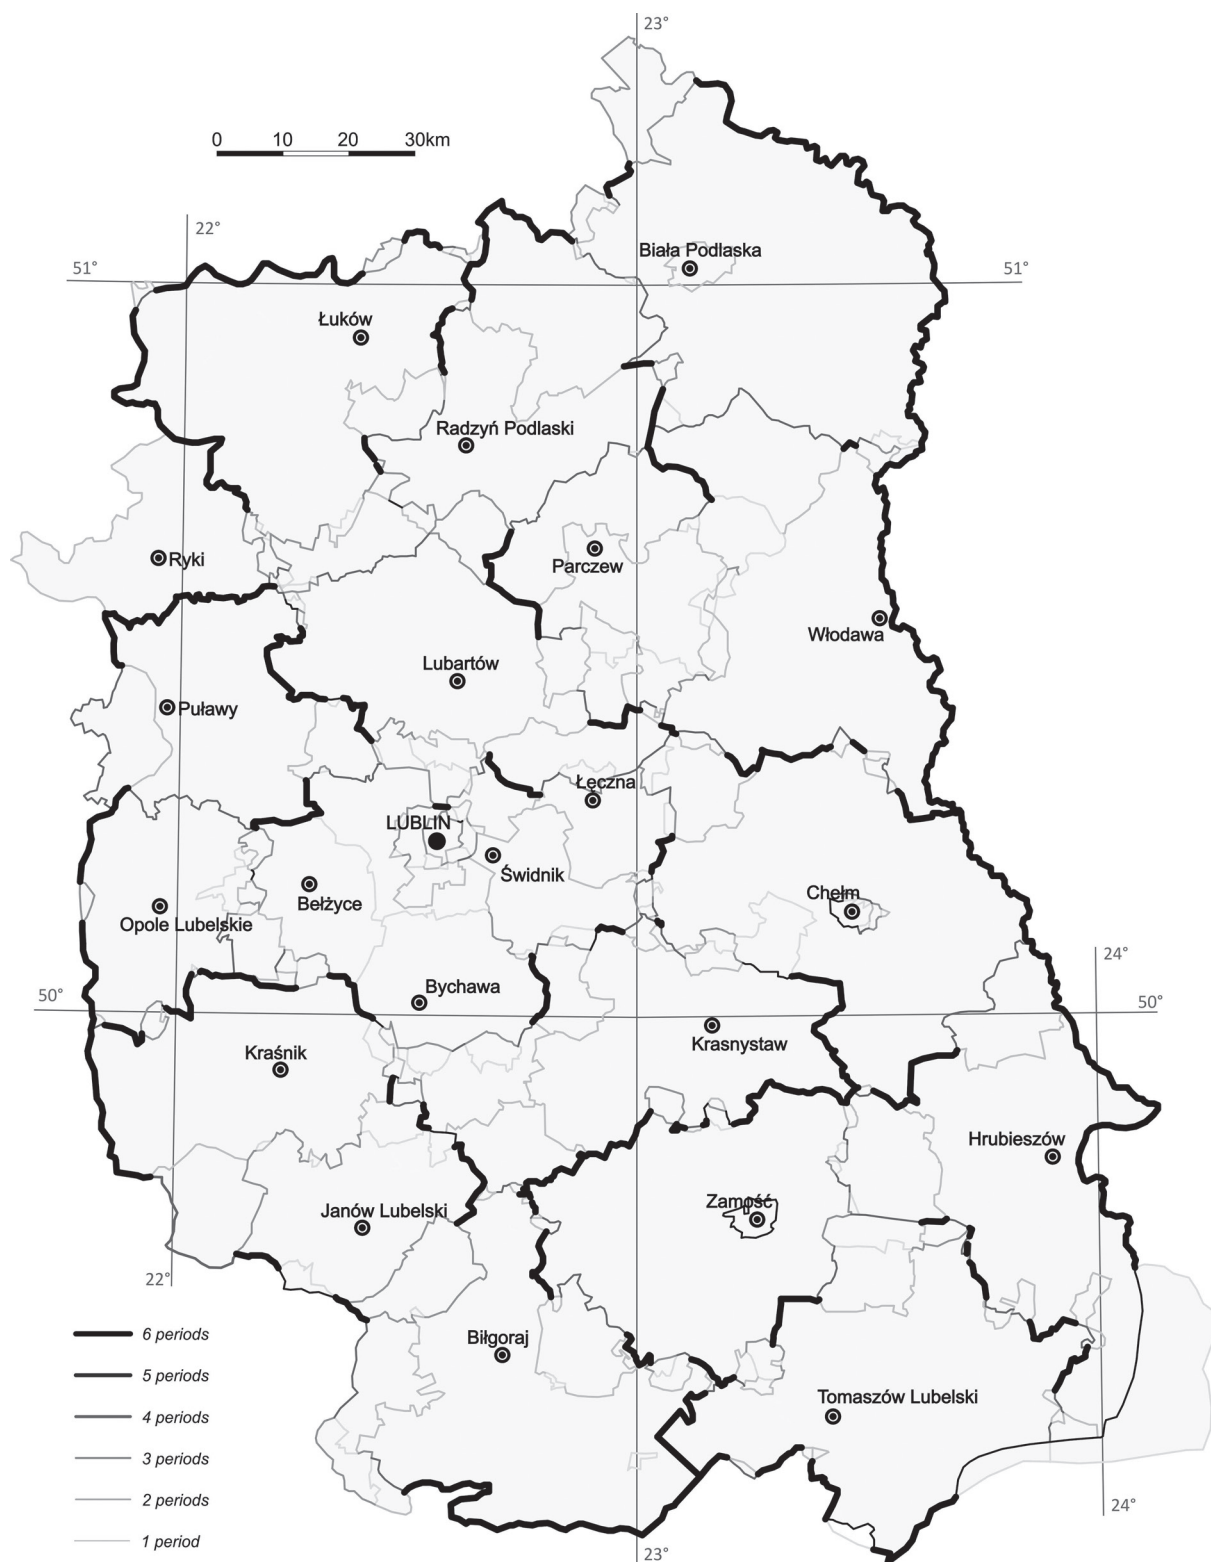 23°
0 10 20 30km
22°
Biała Podlaska
51°
51°
Łuków
Radzyń Podlaski
Ryki
Parczew
Włodawa
Lubartów
Puławy
Łęczna
LUBLIN
Świdnik
Bełżyce
Chełm
Opole Lubelskie
24°
Bychawa
50°
50°
Krasnystaw
Kraśnik
Hrubieszów
Zamość
Janów Lubelski
22°
6 periods
Biłgoraj
5 periods
Tomaszów Lubelski
4 periods
3 periods
2 periods
24°
1 period
23°